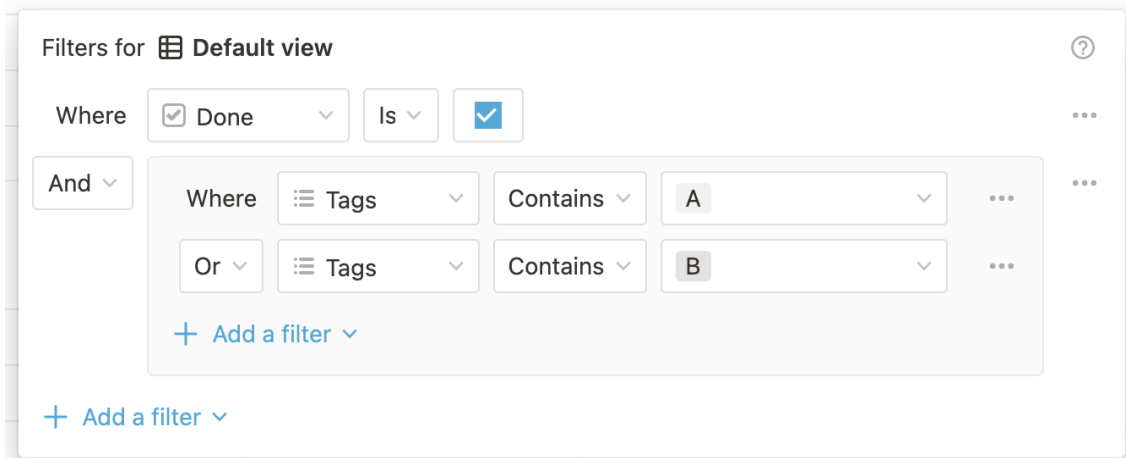 Filters for Default view
?
Where Done Is
And
Where Tags Contains A
Or Tags Contains B
+ Add a filter
+ Add a filter